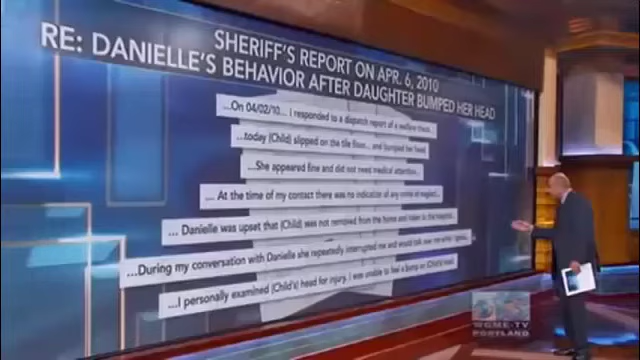 SHERIFF'S REPORT ON APR. 6, 2010
RE: DANIELLE'S BEHAVIOR AFTER DAUGHTER BUMPED HER HEAD
...On 04/02/10... I responded to a dispatch report of a welfare check...
...today (Child) slipped on the tile floor... and bumped her head
...She appeared fine and did not need medical attention...
... At the time of my contact there was no indication of any crime or neglect...
... Danielle was upset that (Child) was not removed from the home and taken to the hospital.
...During my conversation with Danielle she repeatedly interrupted me and would talk over me while I
...I personally examined (Child's) head for injury. I was unable to feel a bump on (Child's) head.
WGME-TV
PORTLAND